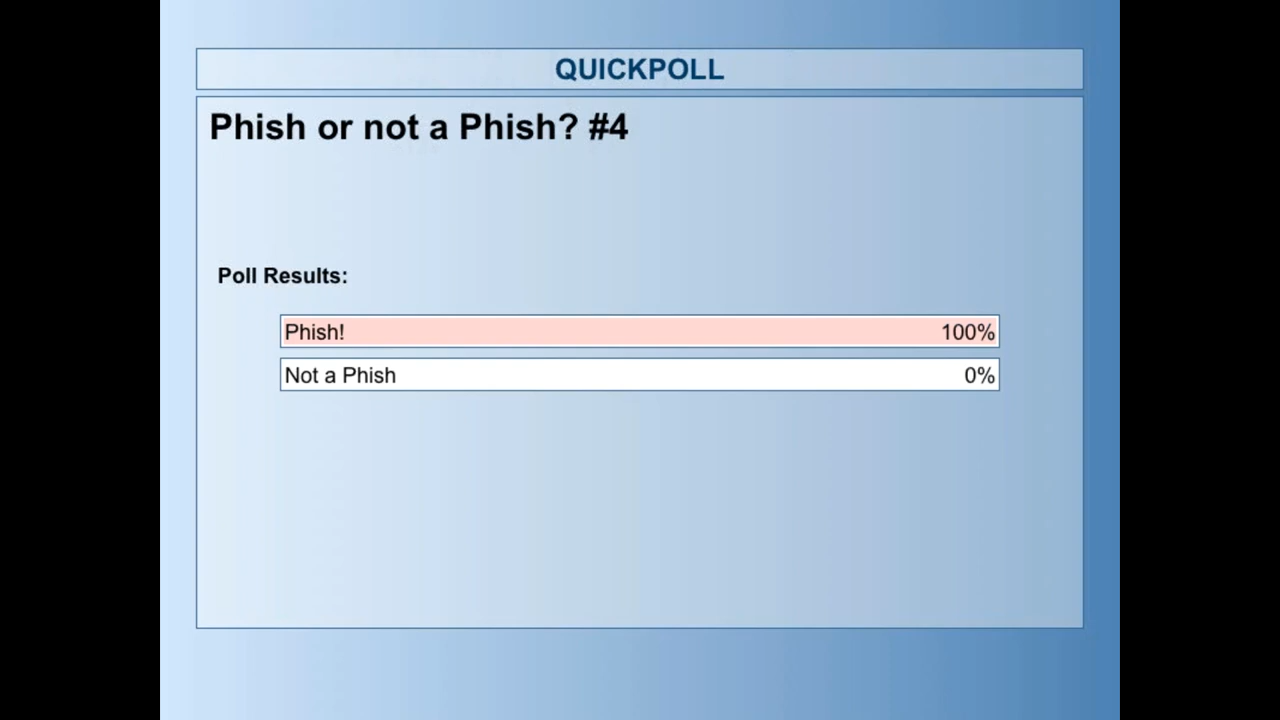 QUICKPOLL
Phish or not a Phish? #4
Poll Results:
Phish! 100%
Not a Phish 0%